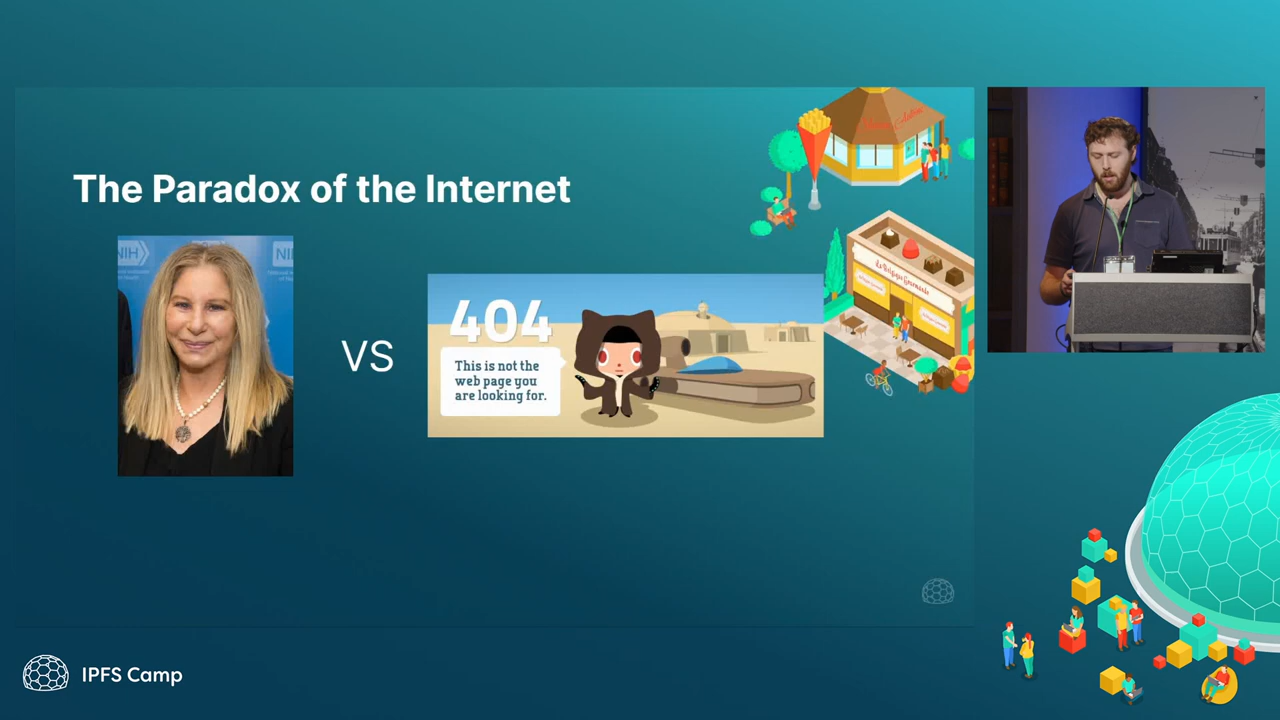 The Paradox of the Internet
NIH
NIH
VS
404
This is not the
web page you
are looking for.
IPFS Camp